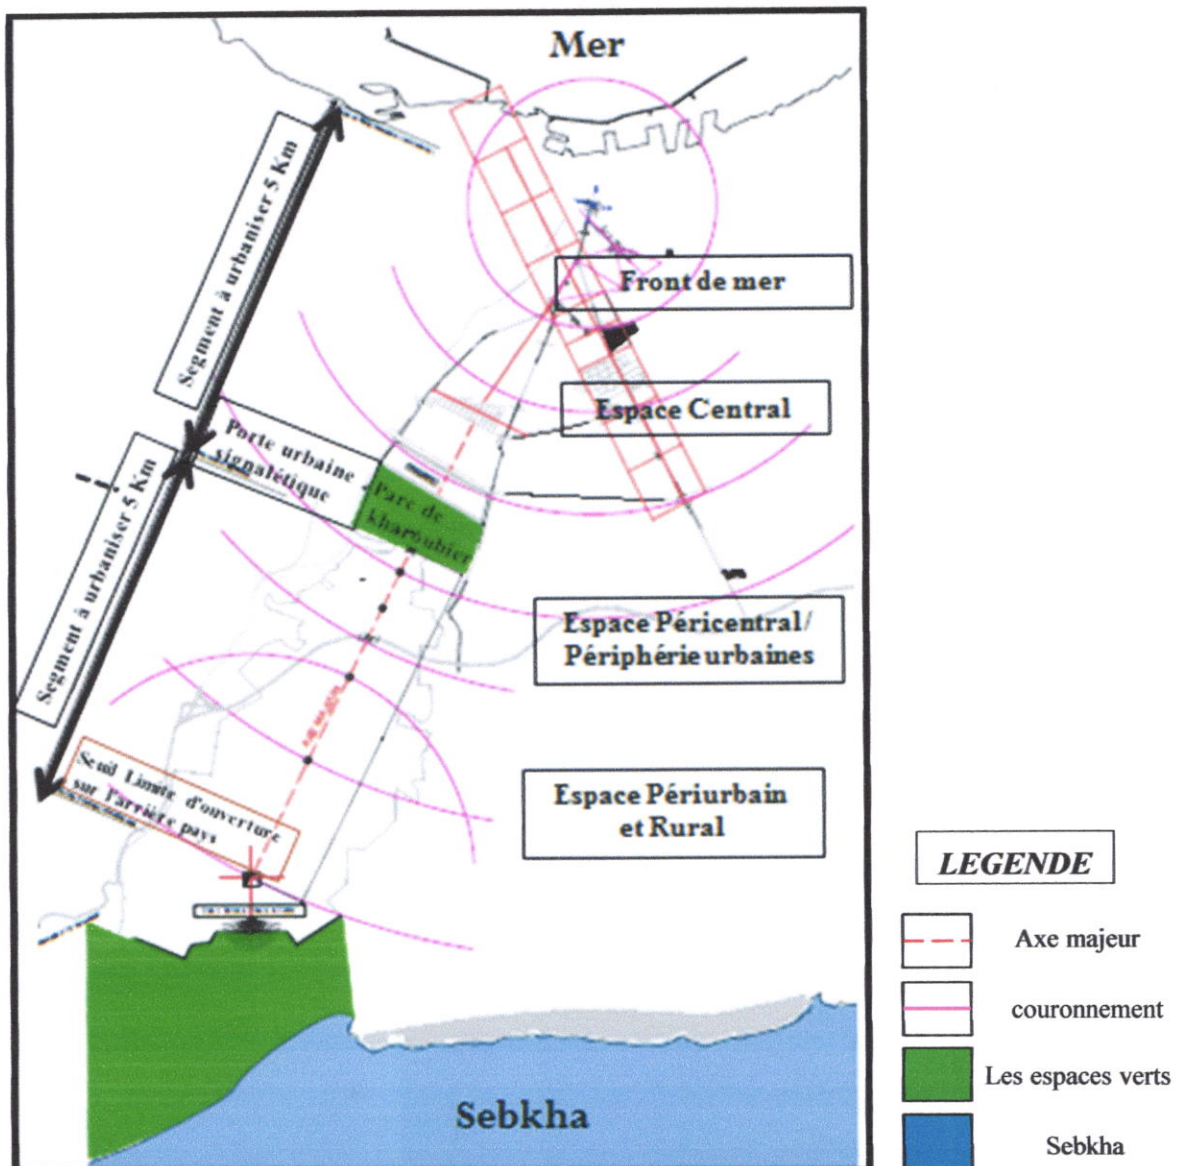 Mer
Segment à urbaniser 5 Km
Front de mer
Espace Central
Porte urbaine
signalétique
Parc de
kharoubier
Segment à urbaniser 5 Km
Espace Péricentral/
Périphérie urbaines
Seuil Limite d'ouverture
sur l'arrière pays
Espace Périurbain
et Rural
Sebkha
LEGENDE
Axe majeur
couronnement
Les espaces verts
Sebkha